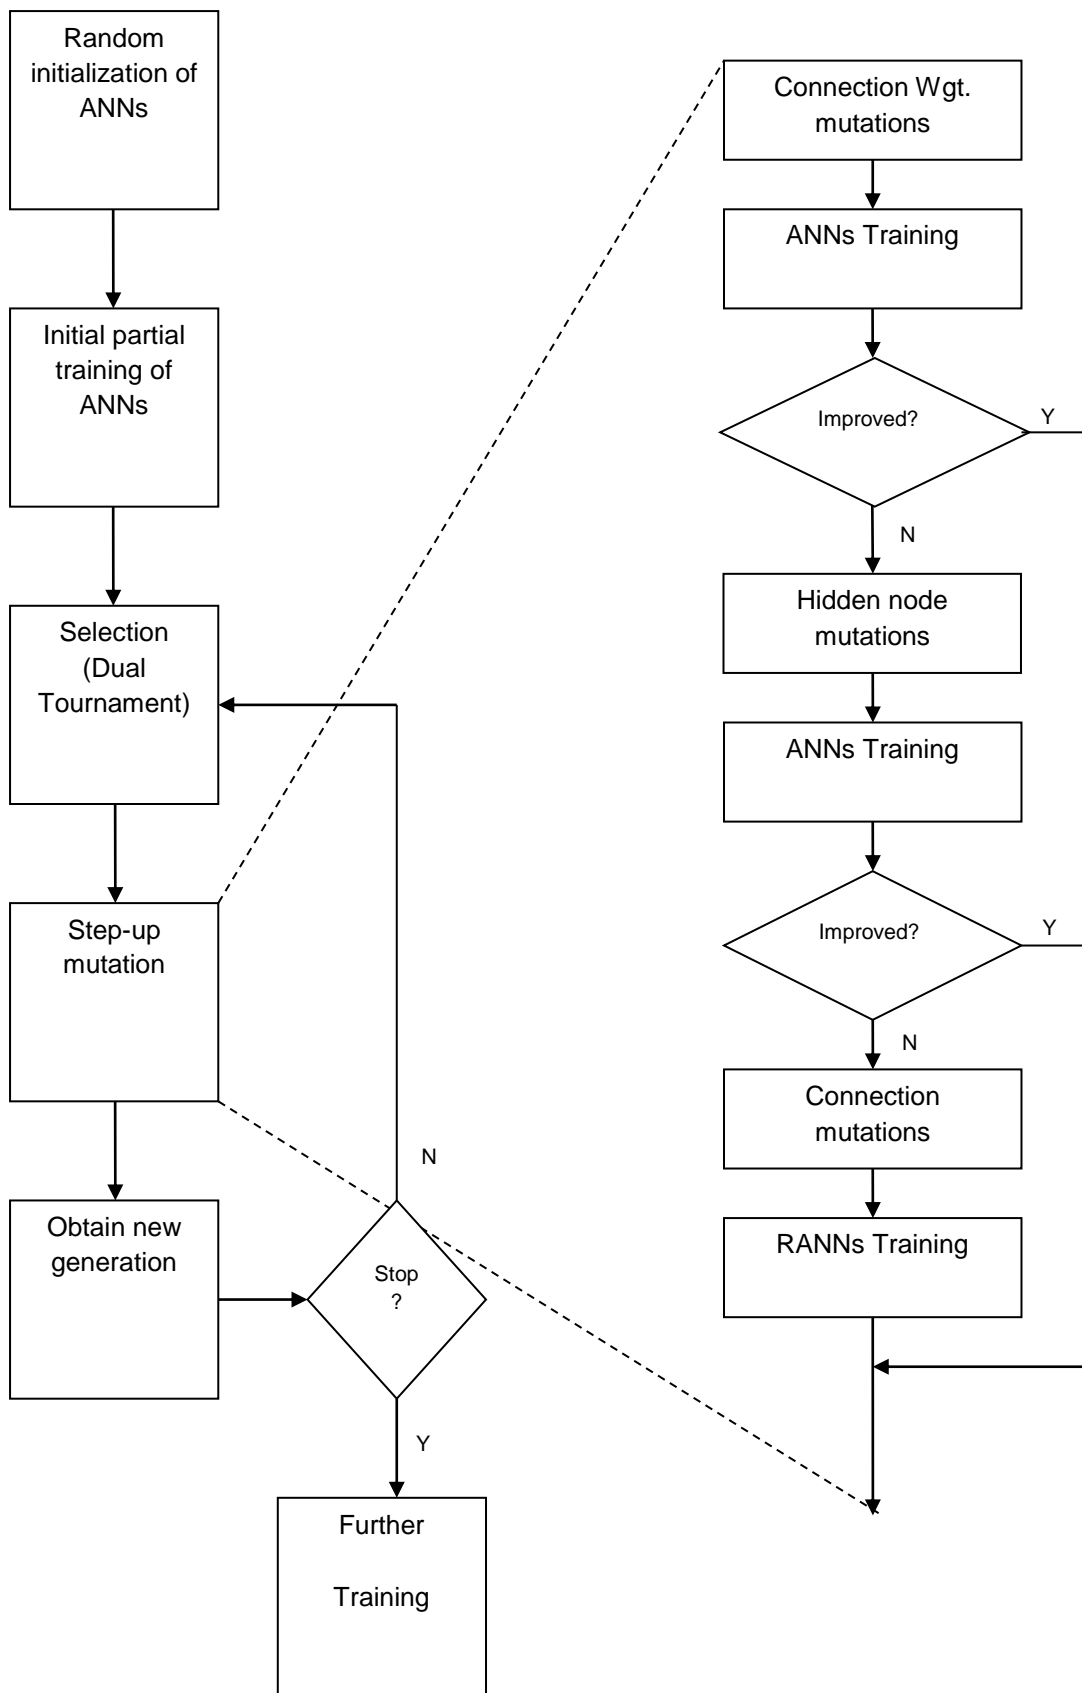 Random
initialization of
ANNs
Initial partial
training of
ANNs
Selection
(Dual
Tournament)
Step-up
mutation
Obtain new
generation
N
Stop
?
Y
Further
Training
Connection Wgt.
mutations
ANNs Training
Improved?
Y
N
Hidden node
mutations
ANNs Training
Improved?
Y
N
Connection
mutations
RANNs Training